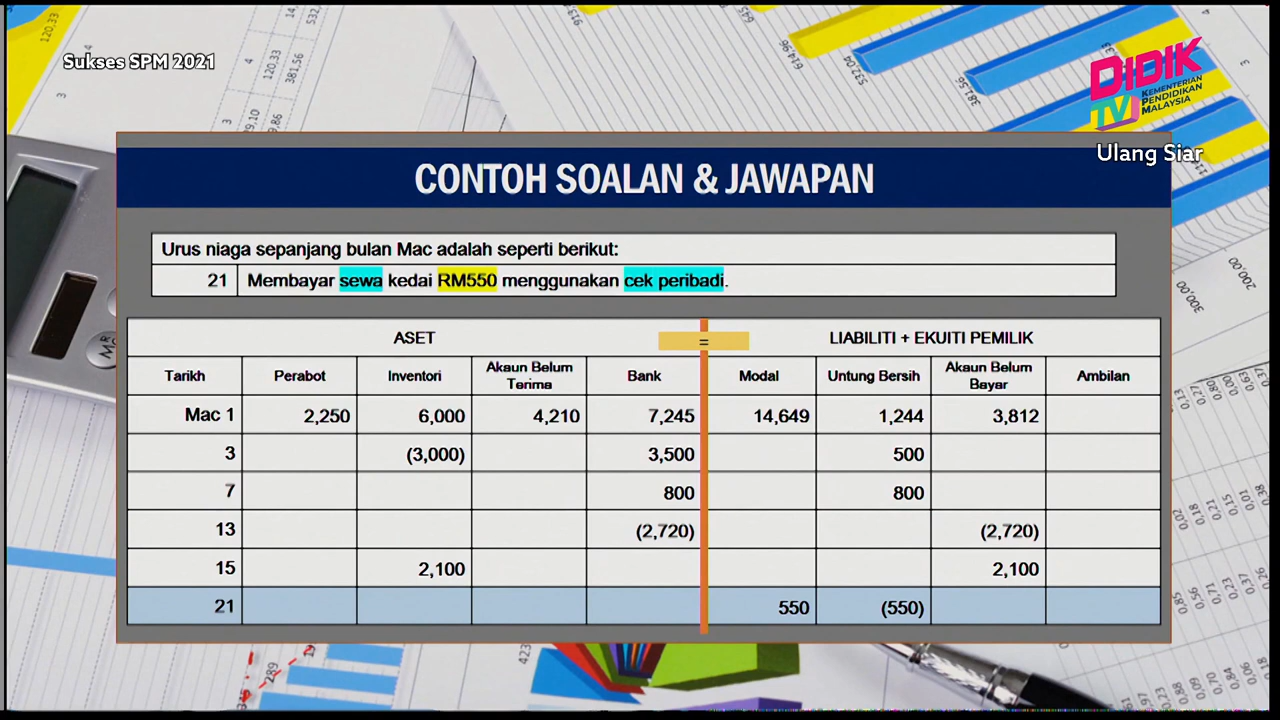 Sukses SPM 2021
DIDIK
TV
KEMENTERIAN
PENDIDIKAN
MALAYSIA
Ulang Siar
CONTOH SOALAN & JAWAPAN
Urus niaga sepanjang bulan Mac adalah seperti berikut:
21 Membayar sewa kedai RM550 menggunakan cek peribadi.
ASET = LIABILITI + EKUITI PEMILIK
Tarikh Perabot Inventori Akaun Belum Terima Bank Modal Untung Bersih Akaun Belum Bayar Ambilan
Mac 1 2,250 6,000 4,210 7,245 14,649 1,244 3,812
3 (3,000) 3,500 500
7 800 800
13 (2,720) (2,720)
15 2,100 2,100
21 550 (550)